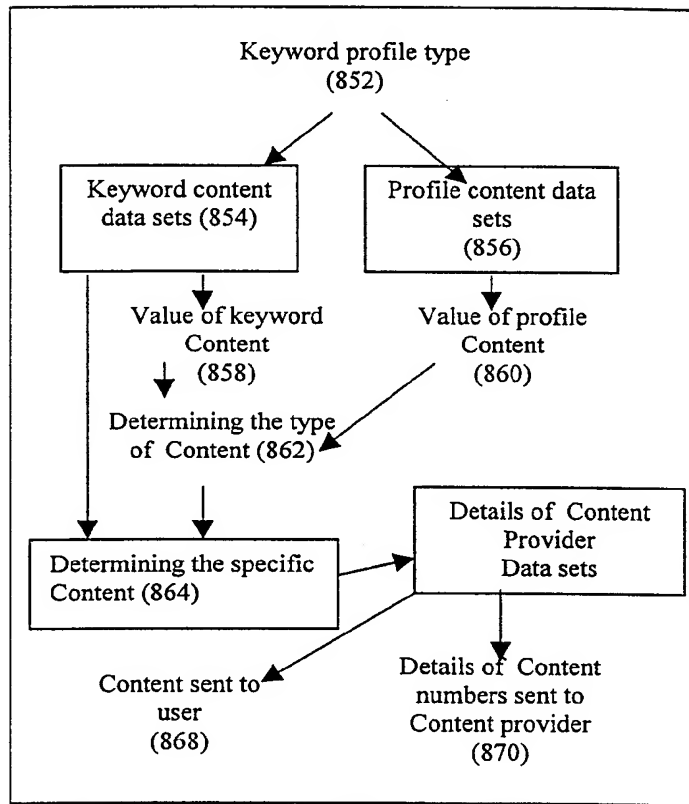 Keyword profile type
(852)
Keyword content
data sets (854)
Profile content data
sets
(856)
Value of keyword
Content
(858)
Value of profile
Content
(860)
Determining the type
of Content (862)
Details of Content
Provider
Data sets
Determining the specific
Content (864)
Content sent to
user
(868)
Details of Content
numbers sent to
Content provider
(870)